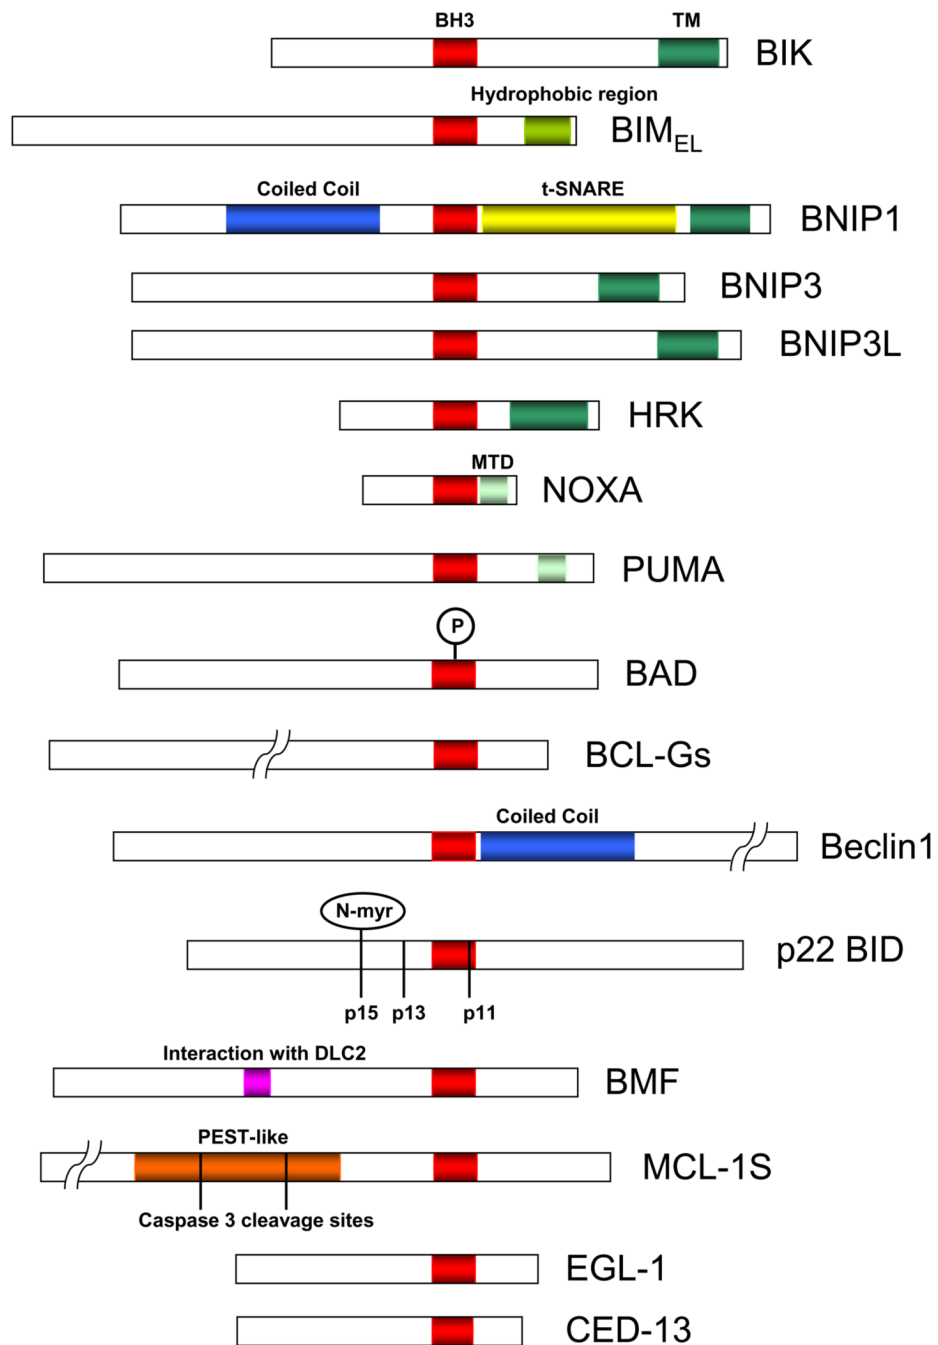 BH3 TM
BIK
Hydrophobic region
BIM_EL
Coiled Coil t-SNARE
BNIP1
BNIP3
BNIP3L
HRK
MTD
NOXA
PUMA
P
BAD
BCL-Gs
Coiled Coil
Beclin1
N-myr
p22 BID
p15 p13 p11
Interaction with DLC2
BMF
PEST-like
MCL-1S
Caspase 3 cleavage sites
EGL-1
CED-13